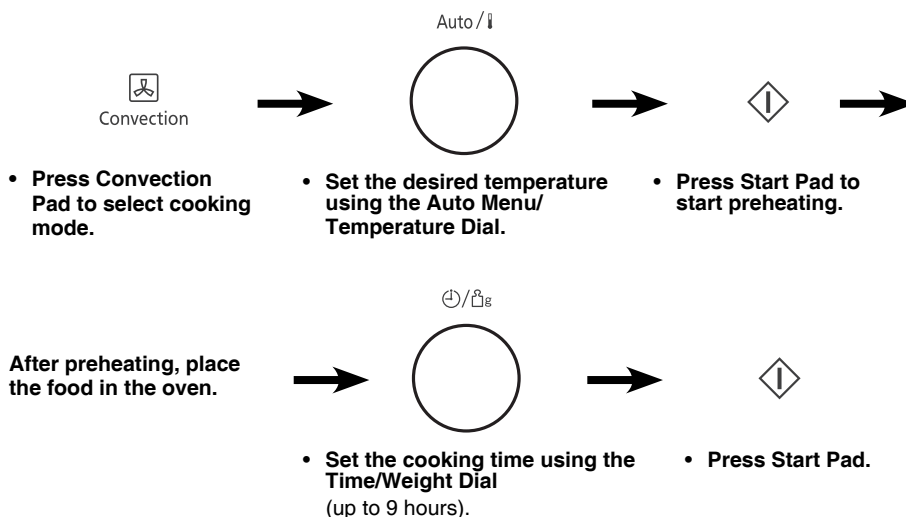 Auto/
Convection
• Press Convection
Pad to select cooking
mode.
• Set the desired temperature
using the Auto Menu/
Temperature Dial.
• Press Start Pad to
start preheating.
/g
After preheating, place
the food in the oven.
• Set the cooking time using the
Time/Weight Dial
(up to 9 hours).
• Press Start Pad.